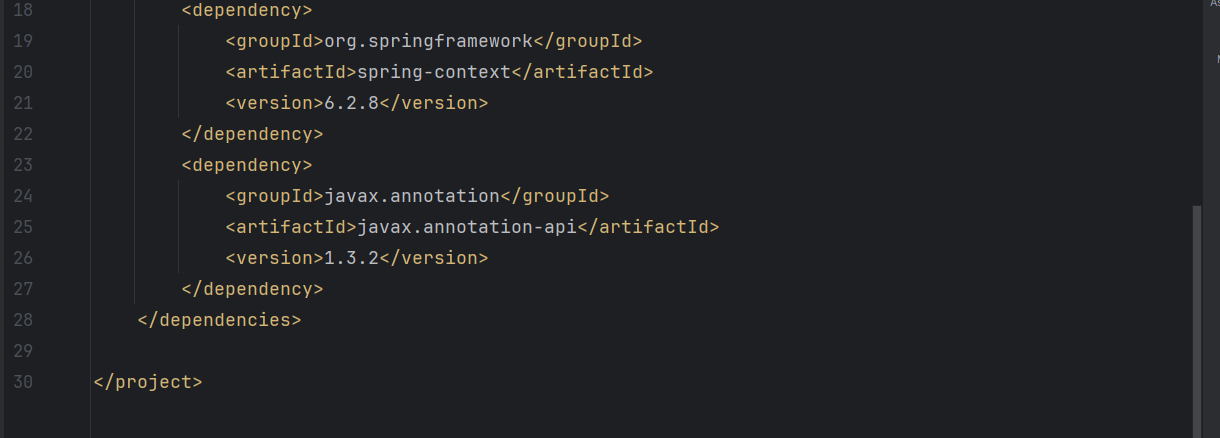 18 <dependency>
19 <groupId>org.springframework</groupId>
20 <artifactId>spring-context</artifactId>
21 <version>6.2.8</version>
22 </dependency>
23 <dependency>
24 <groupId>javax.annotation</groupId>
25 <artifactId>javax.annotation-api</artifactId>
26 <version>1.3.2</version>
27 </dependency>
28 </dependencies>
29
30 </project>